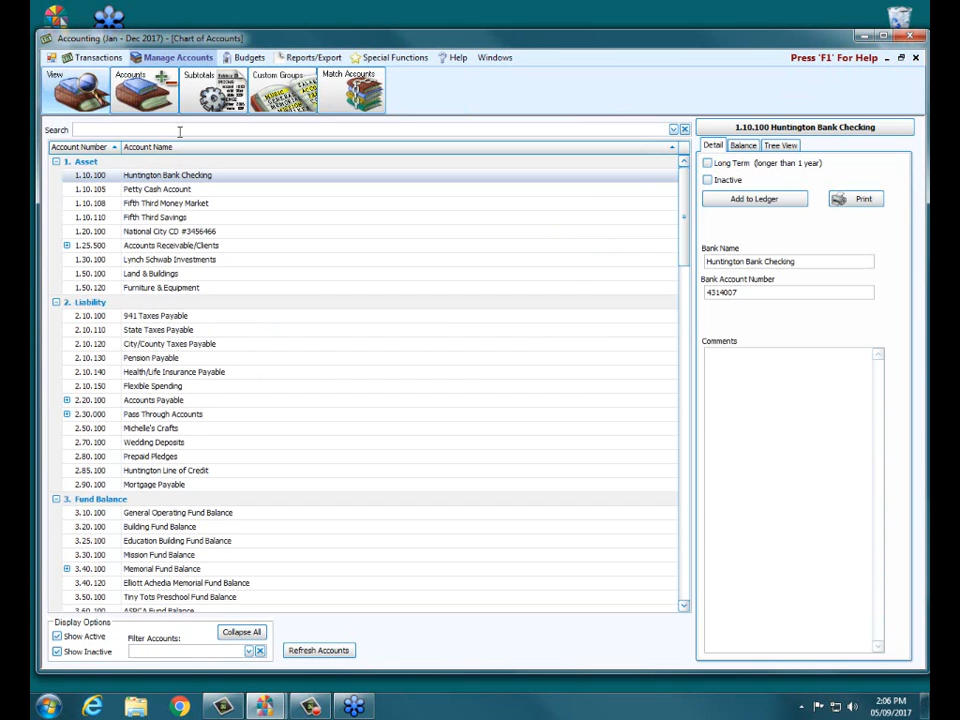 Accounting (Jan - Dec 2017) - [Chart of Accounts]
Transactions Manage Accounts Budgets Reports/Export Special Functions Help Windows Press 'F1' For Help
View Accounts Subtotals Custom Groups Match Accounts
Search
Account Number Account Name
1. Asset
1.10.100 Huntington Bank Checking
1.10.105 Petty Cash Account
1.10.108 Fifth Third Money Market
1.10.110 Fifth Third Savings
1.20.100 National City CD #3456466
1.25.500 Accounts Receivable/Clients
1.30.100 Lynch Schwab Investments
1.50.100 Land & Buildings
1.50.120 Furniture & Equipment
2. Liability
2.10.100 941 Taxes Payable
2.10.110 State Taxes Payable
2.10.120 City/County Taxes Payable
2.10.130 Pension Payable
2.10.140 Health/Life Insurance Payable
2.10.150 Flexible Spending
2.20.100 Accounts Payable
2.30.000 Pass Through Accounts
2.50.100 Michelle's Crafts
2.70.100 Wedding Deposits
2.80.100 Prepaid Pledges
2.85.100 Huntington Line of Credit
2.90.100 Mortgage Payable
3. Fund Balance
3.10.100 General Operating Fund Balance
3.20.100 Building Fund Balance
3.25.100 Education Building Fund Balance
3.30.100 Mission Fund Balance
3.40.100 Memorial Fund Balance
3.40.120 Elliott Achedia Memorial Fund Balance
3.50.100 Tiny Tots Preschool Fund Balance
3.60.100 ASPCA Fund Balance
1.10.100 Huntington Bank Checking
Detail Balance Tree View
Long Term (longer than 1 year)
Inactive
Add to Ledger Print
Bank Name
Huntington Bank Checking
Bank Account Number
4314007
Comments
Display Options
Show Active
Show Inactive
Filter Accounts:
Collapse All
Refresh Accounts
2:06 PM
05/09/2017